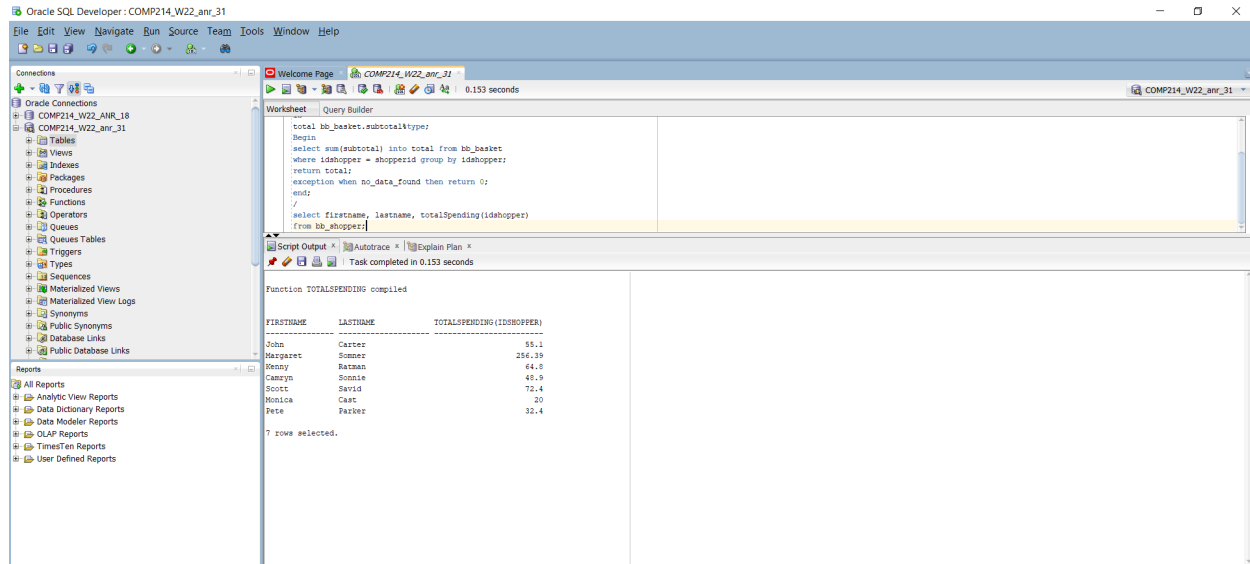 Oracle SQL Developer : COMP214_W22_anr_31
File Edit View Navigate Run Source Team Tools Window Help
Connections
Oracle Connections
COMP214_W22_ANR_18
COMP214_W22_anr_31
Tables
Views
Indexes
Packages
Procedures
Functions
Operators
Queues
Queues Tables
Triggers
Types
Sequences
Materialized Views
Materialized View Logs
Synonyms
Public Synonyms
Database Links
Public Database Links
Reports
All Reports
Analytic View Reports
Data Dictionary Reports
Data Modeler Reports
OLAP Reports
TimesTen Reports
User Defined Reports
Welcome Page COMP214_W22_anr_31
0.153 seconds COMP214_W22_anr_31
Worksheet Query Builder
total bb_basket.subtotal%type;
Begin
select sum(subtotal) into total from bb_basket
where idshopper = shopperid group by idshopper;
return total;
exception when no_data_found then return 0;
end;
/
select firstname, lastname, totalSpending(idshopper)
from bb_shopper;
Script Output × Autotrace × Explain Plan ×
Task completed in 0.153 seconds
Function TOTALSPENDING compiled
FIRSTNAME LASTNAME TOTALSPENDING(IDSHOPPER)
--------------- -------------------- ------------------------
John Carter 55.1
Margaret Somner 256.39
Kenny Ratman 64.8
Camryn Sonnie 48.9
Scott Savid 72.4
Monica Cast 20
Pete Parker 32.4
7 rows selected.